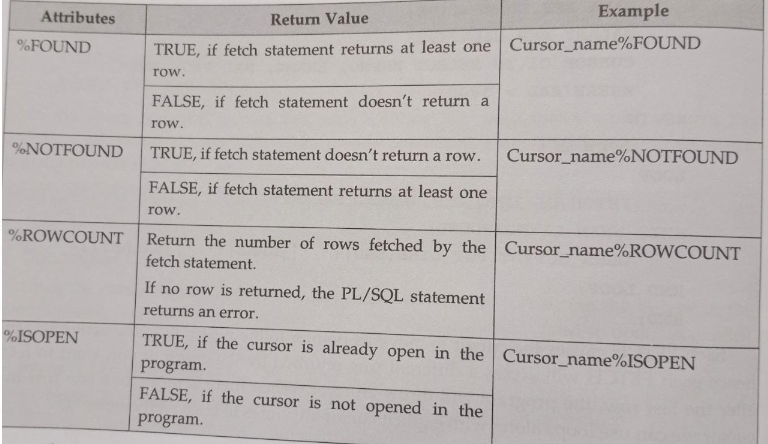 Attributes
Return Value
Example
%FOUND
TRUE, if fetch statement returns at least one
row.
FALSE, if fetch statement doesn't return a
row.
Cursor_name%FOUND
%NOTFOUND
TRUE, if fetch statement doesn't return a row.
FALSE, if fetch statement returns at least one
row.
Cursor_name%NOTFOUND
%ROWCOUNT
Return the number of rows fetched by the
fetch statement.
If no row is returned, the PL/SQL statement
returns an error.
Cursor_name%ROWCOUNT
%ISOPEN
TRUE, if the cursor is already open in the
program.
FALSE, if the cursor is not opened in the
program.
Cursor_name%ISOPEN